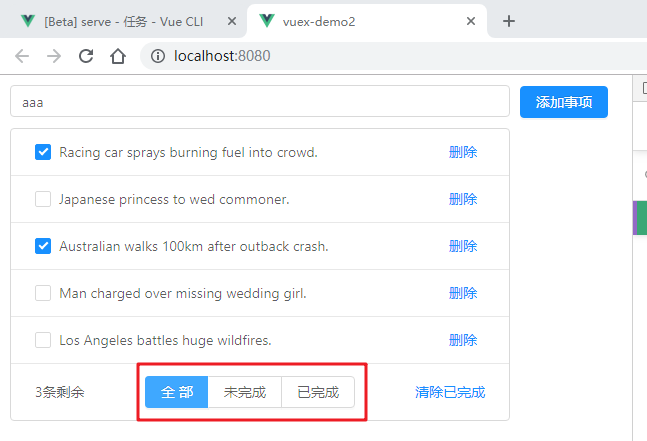 [Beta] serve - 任务 - Vue CLI
vuex-demo2
localhost:8080
aaa
添加事项
Racing car sprays burning fuel into crowd.
删除
Japanese princess to wed commoner.
删除
Australian walks 100km after outback crash.
删除
Man charged over missing wedding girl.
删除
Los Angeles battles huge wildfires.
删除
3条剩余
全部
未完成
已完成
清除已完成